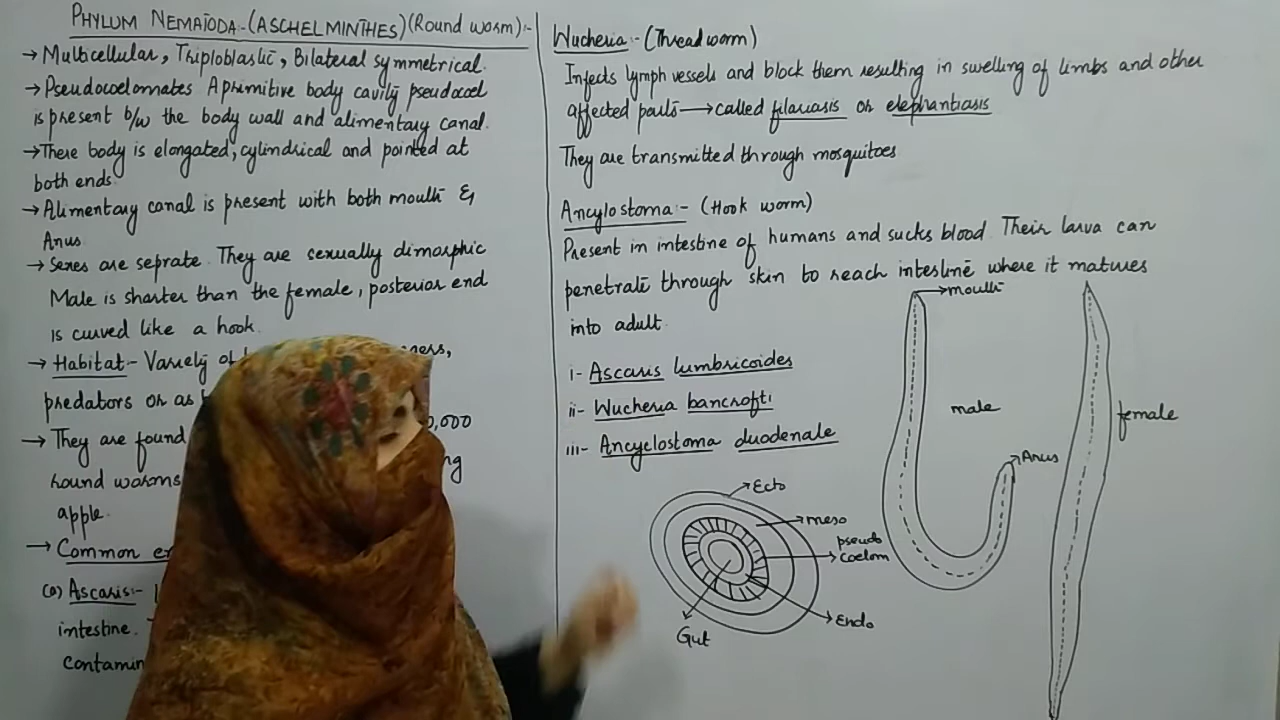 PHYLUM NEMATODA:-(ASCHELMINTHES)(Round worm):-
→ Multicellular, Triploblastic, Bilateral symmetrical.
→ Pseudocoelomates A primitive body cavity pseudocoel
is present b/w the body wall and alimentary canal.
→ There body is elongated, cylindrical and pointed at
both ends
→ Alimentary canal is present with both mouth &
Anus
→ Sexes are seprate. They are sexually dimorphic
Male is sharter than the female, posterior end
is curved like a hook.
→ Habitat:- Variety of
predators or as
→ They are found 0,000
round worms ng
apple.
→ Common
(a) Ascaris:-
intestine.
contamin
Wucheria:- (Thread worm)
Infects lymph vessels and block them resulting in swelling of limbs and other
affected parts → called filariasis or elephantiasis
They are transmitted through mosquitoes
Ancylostoma:- (Hook worm)
Present in intestine of humans and sucks blood Their larva can
penetrate through skin to reach intestine where it matures
into adult
i- Ascaris lumbricoides
ii- Wucheria bancrofti
iii- Ancyclostoma duodenale
Ecto
meso
pseudo
coelom
Endo
Gut
mouth
male
Anus
female